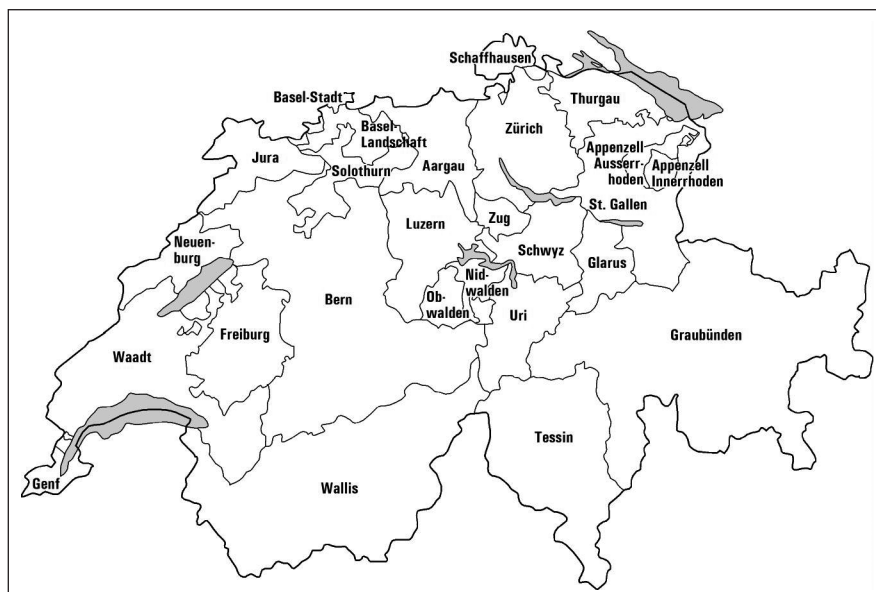 Schaffhausen
Basel-Stadt
Thurgau
Basel-
Landschaft
Zürich
Jura
Solothurn
Aargau
Appenzell
Ausserr-
hoden
Appenzell
Innerrhoden
St. Gallen
Luzern
Zug
Neuen-
burg
Schwyz
Glarus
Nid-
walden
Ob-
walden
Bern
Uri
Freiburg
Graubünden
Waadt
Tessin
Genf
Wallis